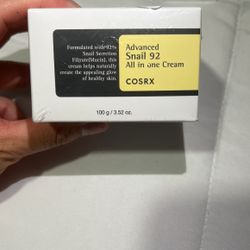 Formulated with 92%
Snail Secretion
Filtrate(Mucin), this
cream helps naturally
create the appealing glow
of healthy skin.
Advanced
Snail 92
All in one Cream
COSRX
100 g / 3.52 oz.